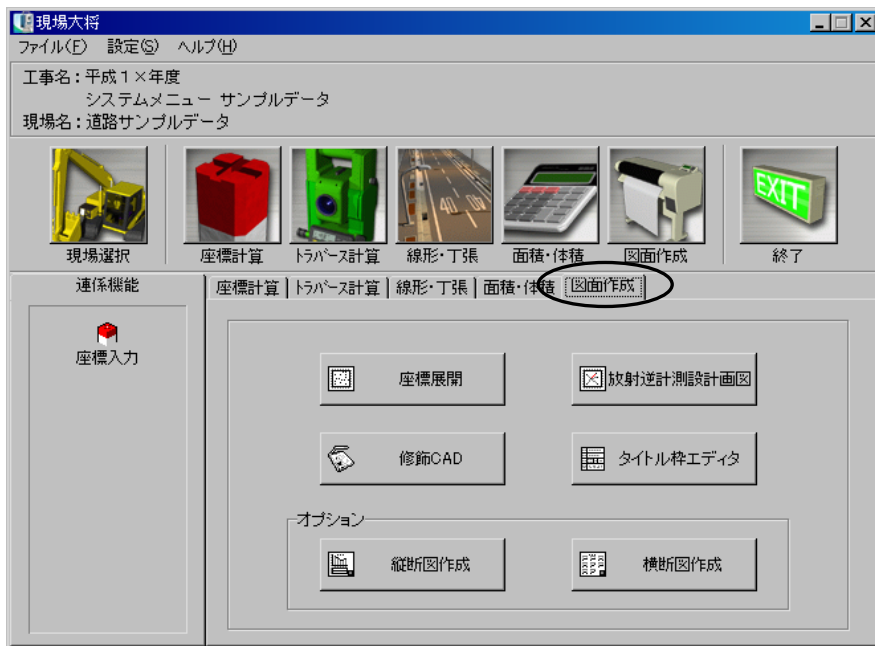 現場大将
ファイル(F) 設定(S) ヘルプ(H)
工事名：平成１×年度
システムメニュー サンプルデータ
現場名：道路サンプルデータ
EXIT
現場選択 座標計算 トラバース計算 線形・丁張 面積・体積 図面作成 終了
連係機能
座標計算 トラバース計算 線形・丁張 面積・体積 図面作成
座標入力
座標展開 放射逆計測設計画図
修飾CAD タイトル枠エディタ
オプション
縦断図作成 横断図作成